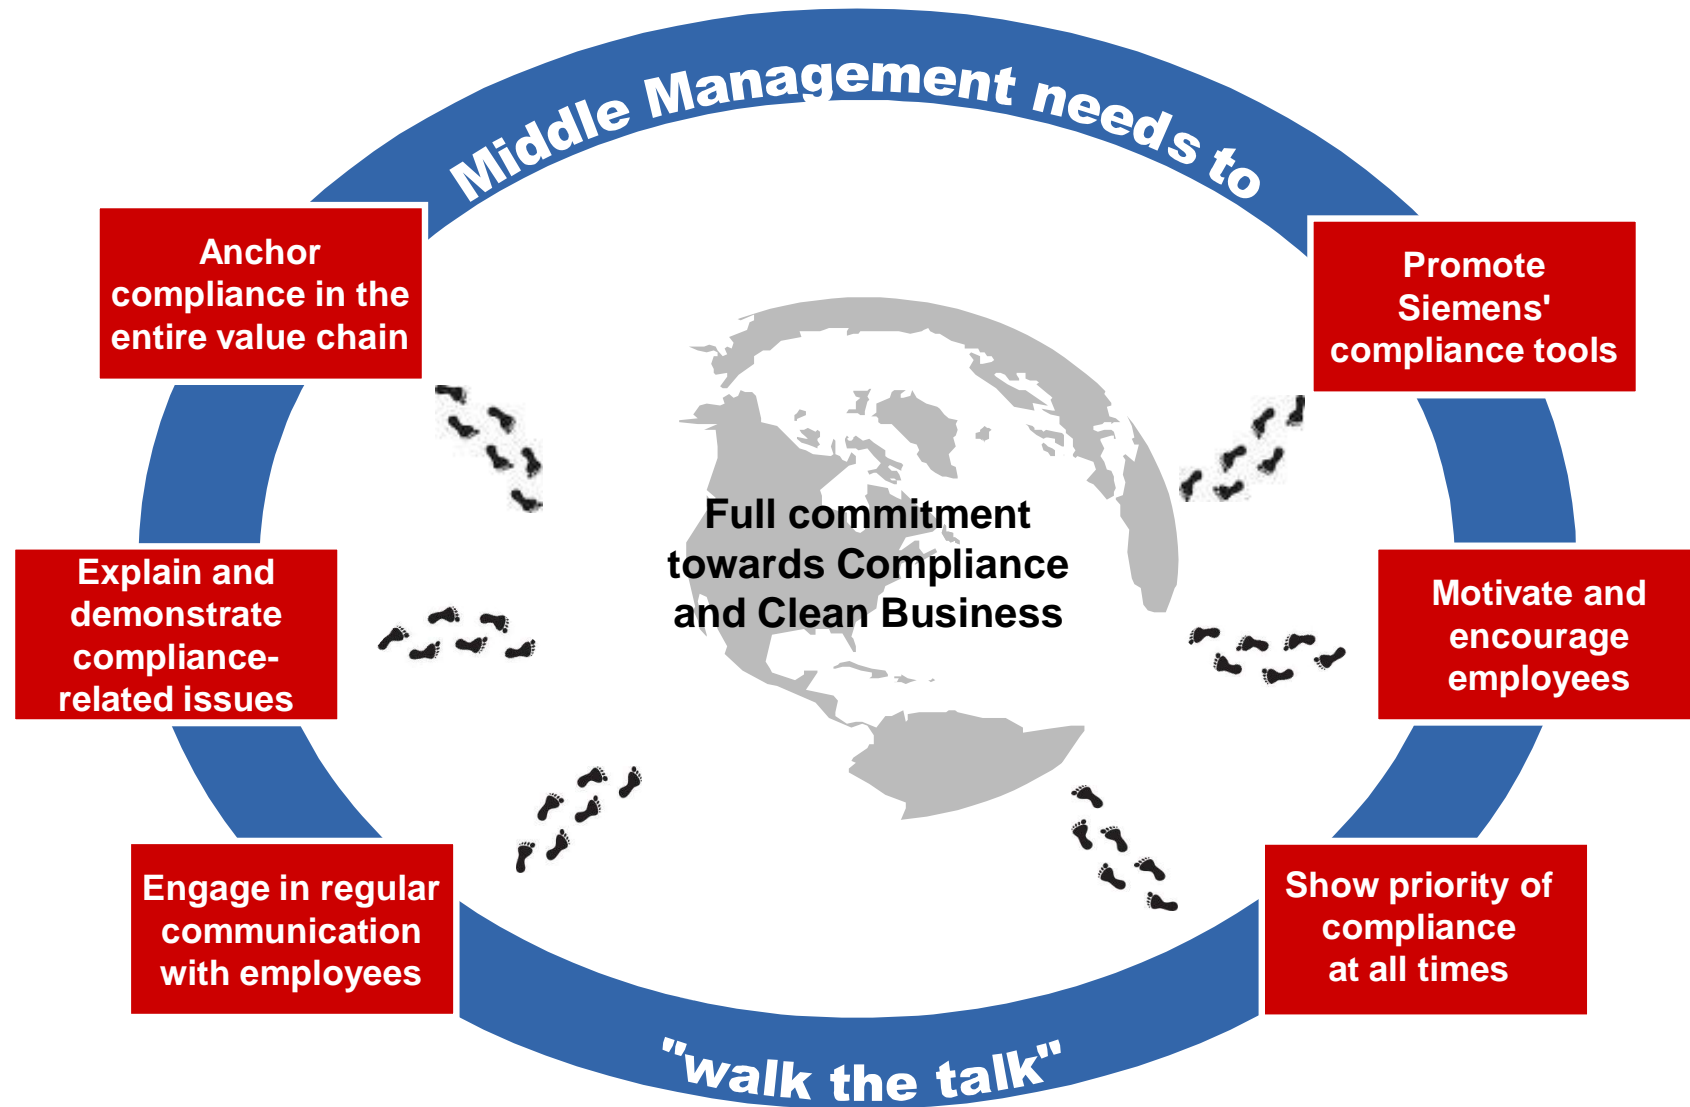 Middle Management needs to
Anchor
compliance in the
entire value chain
Promote
Siemens'
compliance tools
Full commitment
towards Compliance
and Clean Business
Explain and
demonstrate
compliance-
related issues
Motivate and
encourage
employees
Engage in regular
communication
with employees
Show priority of
compliance
at all times
"walk the talk"